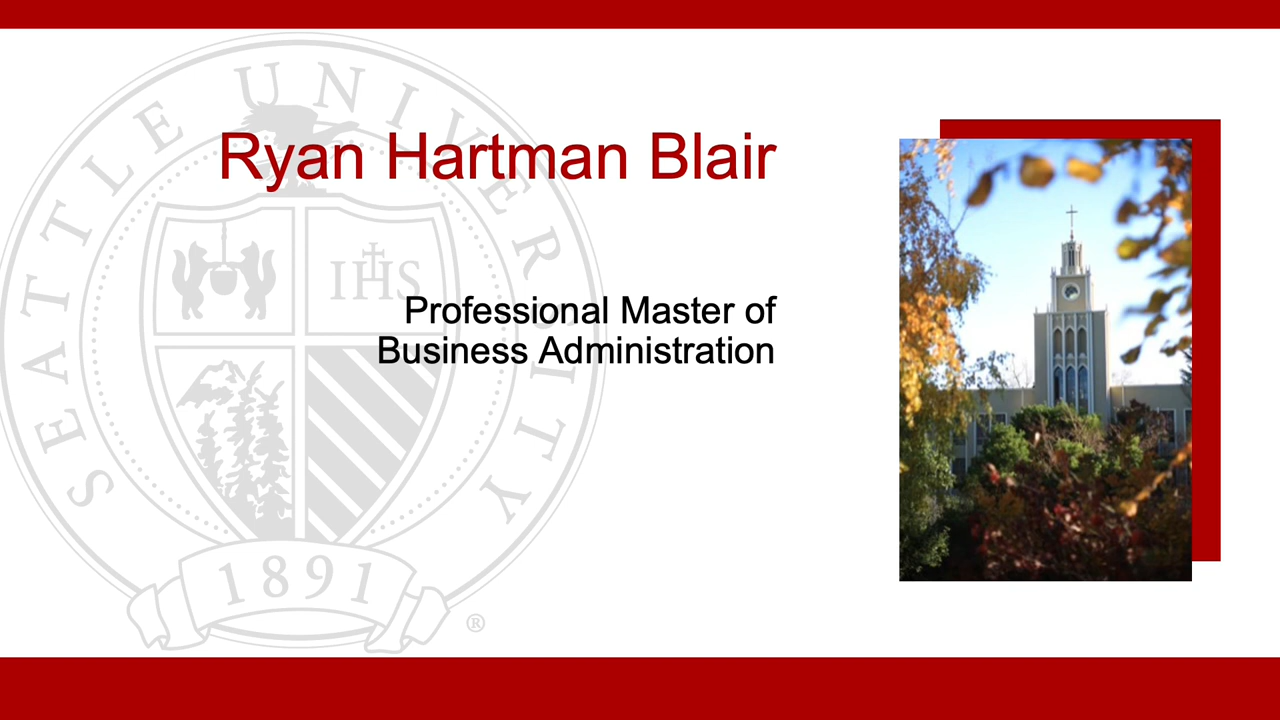 SEATTLE UNIVERSITY
Ryan Hartman Blair
IHS
Professional Master of
Business Administration
1891
®